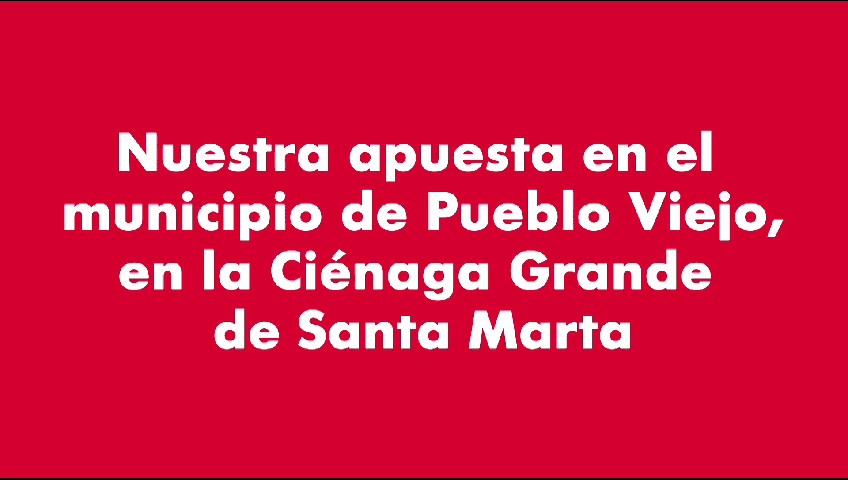 Nuestra apuesta en el
municipio de Pueblo Viejo,
en la Ciénaga Grande
de Santa Marta